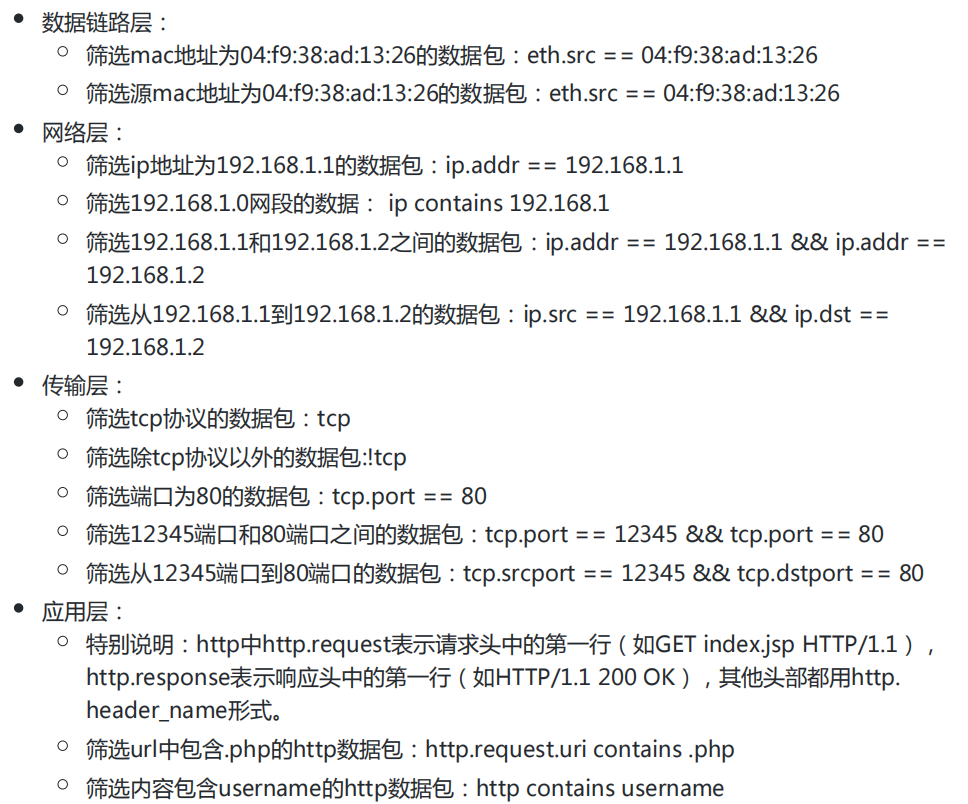 数据链路层：
筛选mac地址为04:f9:38:ad:13:26的数据包：eth.src == 04:f9:38:ad:13:26
筛选源mac地址为04:f9:38:ad:13:26的数据包：eth.src == 04:f9:38:ad:13:26
网络层：
筛选ip地址为192.168.1.1的数据包：ip.addr == 192.168.1.1
筛选192.168.1.0网段的数据： ip contains 192.168.1
筛选192.168.1.1和192.168.1.2之间的数据包：ip.addr == 192.168.1.1 && ip.addr ==
192.168.1.2
筛选从192.168.1.1到192.168.1.2的数据包：ip.src == 192.168.1.1 && ip.dst ==
192.168.1.2
传输层：
筛选tcp协议的数据包：tcp
筛选除tcp协议以外的数据包:!tcp
筛选端口为80的数据包：tcp.port == 80
筛选12345端口和80端口之间的数据包：tcp.port == 12345 && tcp.port == 80
筛选从12345端口到80端口的数据包：tcp.srcport == 12345 && tcp.dstport == 80
应用层：
特别说明：http中http.request表示请求头中的第一行（如GET index.jsp HTTP/1.1），
http.response表示响应头中的第一行（如HTTP/1.1 200 OK），其他头部都用http.
header_name形式。
筛选url中包含.php的http数据包：http.request.uri contains .php
筛选内容包含username的http数据包：http contains username